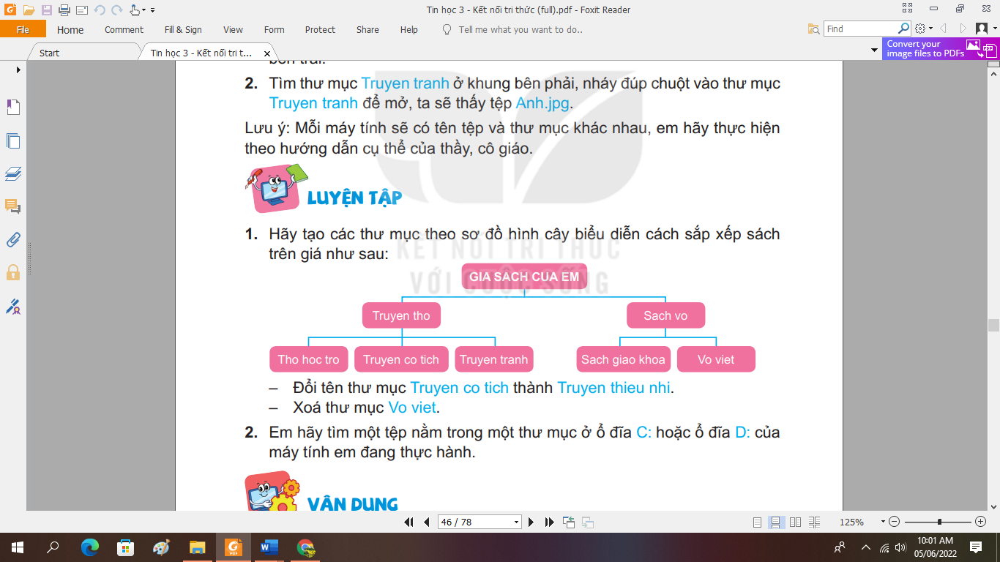 Tin học 3 - Kết nối tri thức (full).pdf - Foxit Reader
File Home Comment Fill & Sign View Form Protect Share Help Tell me what you want to do.. Find
Start Tin học 3 - Kết nối tri t... Convert your
image files to PDFs
bên trái.
2. Tìm thư mục Truyen tranh ở khung bên phải, nháy đúp chuột vào thư mục
Truyen tranh để mở, ta sẽ thấy tệp Anh.jpg.
Lưu ý: Mỗi máy tính sẽ có tên tệp và thư mục khác nhau, em hãy thực hiện
theo hướng dẫn cụ thể của thầy, cô giáo.
LUYỆN TẬP
1. Hãy tạo các thư mục theo sơ đồ hình cây biểu diễn cách sắp xếp sách
trên giá như sau:
KẾT NỐI TRI THỨC
VỚI CUỘC SỐNG
GIA SACH CUA EM
Truyen tho Sach vo
Tho hoc tro Truyen co tich Truyen tranh Sach giao khoa Vo viet
– Đổi tên thư mục Truyen co tich thành Truyen thieu nhi.
– Xoá thư mục Vo viet.
2. Em hãy tìm một tệp nằm trong một thư mục ở ổ đĩa C: hoặc ổ đĩa D: của
máy tính em đang thực hành.
VẬN DỤNG
46 / 78 125%
10:01 AM
05/06/2022